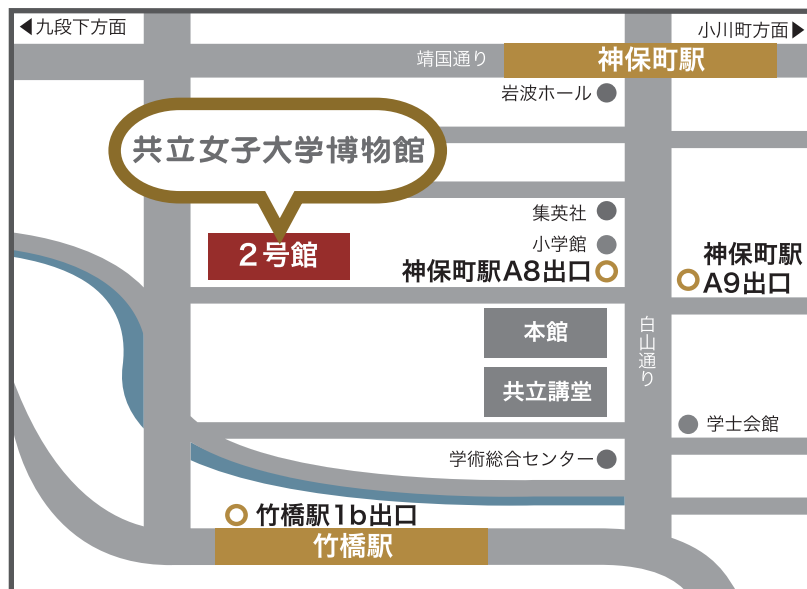 ◀九段下方面
小川町方面▶
靖国通り
神保町駅
岩波ホール
共立女子大学博物館
集英社
小学館
2号館
神保町駅A8出口
神保町駅
A9出口
本館
白山通り
共立講堂
学士会館
学術総合センター
竹橋駅1b出口
竹橋駅